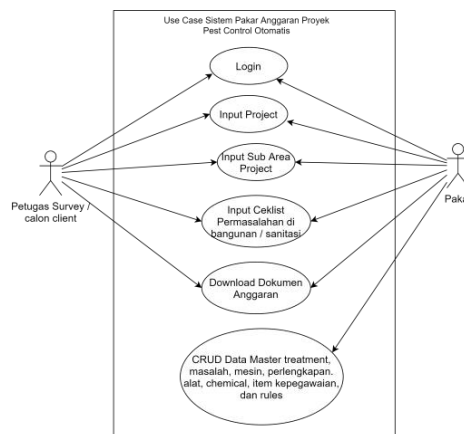 Use Case Sistem Pakar Anggaran Proyek
Pest Control Otomatis
Login
Input Project
Input Sub Area
Project
Input Ceklist
Permasalahan di
bangunan / sanitasi
Download Dokumen
Anggaran
CRUD Data Master treatment,
masalah, mesin, perlengkapan.
alat, chemical, item kepegawaian,
dan rules
Petugas Survey /
calon client